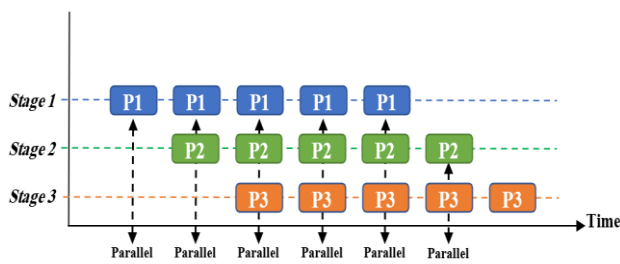 Stage 1 P1 P1 P1 P1 P1
Stage 2 P2 P2 P2 P2 P2
Stage 3 P3 P3 P3 P3 P3
Time
Parallel Parallel Parallel Parallel Parallel Parallel